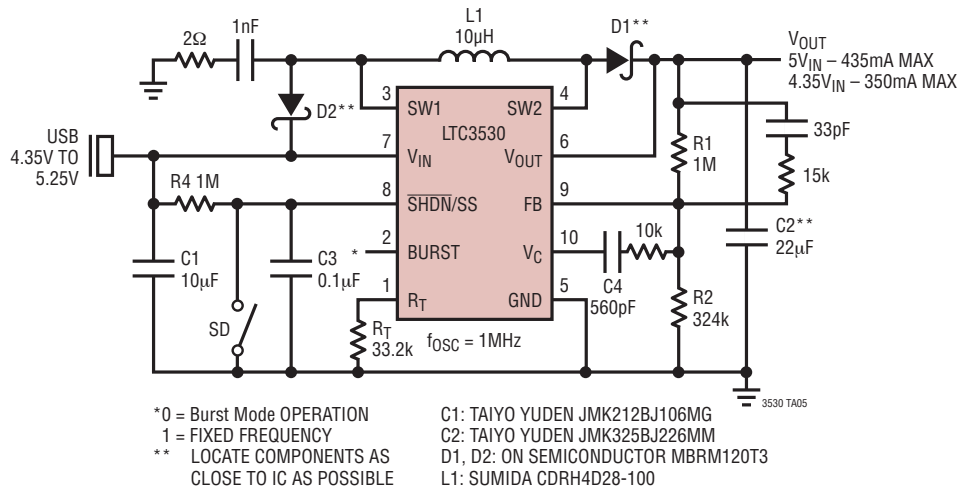 L1
10µH
D1**
1nF
2Ω
VOUT
5VIN – 435mA MAX
4.35VIN – 350mA MAX
D2**
3
SW1
SW2
4
LTC3530
USB
4.35V TO
5.25V
7
VIN
VOUT
6
R1
1M
33pF
15k
R4 1M
8
SHDN/SS
FB
9
2
*
BURST
VC
10
10k
C4
560pF
C1
10µF
C3
0.1µF
C2**
22µF
1
RT
GND
5
R2
324k
SD
RT
33.2k
fOSC = 1MHz
3530 TA05
*0 = Burst Mode OPERATION
1 = FIXED FREQUENCY
** LOCATE COMPONENTS AS
CLOSE TO IC AS POSSIBLE
C1: TAIYO YUDEN JMK212BJ106MG
C2: TAIYO YUDEN JMK325BJ226MM
D1, D2: ON SEMICONDUCTOR MBRM120T3
L1: SUMIDA CDRH4D28-100